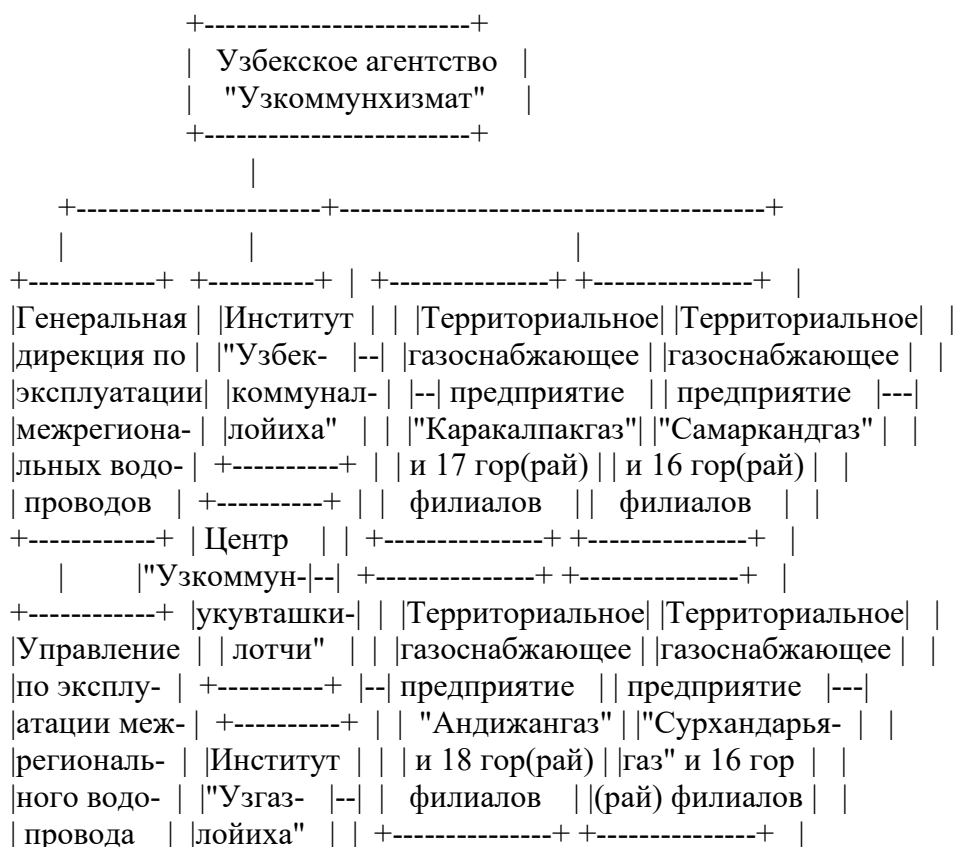 +-------------------------+
| Узбекское агентство |
| "Узкоммунхизмат" |
+-------------------------+
|
+-----------------------+----------------------------------------+
| | |
+------------+ +----------+ | +---------------+ +---------------+ |
|Генеральная | |Институт | | |Территориальное| |Территориальное| |
|дирекция по | |"Узбек- |--| |газоснабжающее | |газоснабжающее | |
|эксплуатации| |коммунал- | |--| предприятие | | предприятие |---|
|межрегиона- | |лойиха" | | |"Каракалпакгаз"| |"Самаркандгаз" | |
|льных водо- | +----------+ | | и 17 гор(рай) | | и 16 гор(рай) | |
| проводов | +----------+ | | филиалов | | филиалов | |
+------------+ | Центр | | +---------------+ +---------------+ |
| |"Узкоммун-|--| +---------------+ +---------------+ |
+------------+ |укувташки-| | |Территориальное| |Территориальное| |
|Управление | | лотчи" | | |газоснабжающее | |газоснабжающее | |
|по эксплу- | +----------+ |--| предприятие | | предприятие |---|
|атации меж- | +----------+ | | "Андижангаз" | |"Сурхандарья- | |
|региональ- | |Институт | | | и 18 гор(рай) | |газ" и 16 гор | |
|ного водо- | |"Узгаз- |--| | филиалов | |(рай) филиалов | |
| провода | |лойиха" | | +---------------+ +---------------+ |